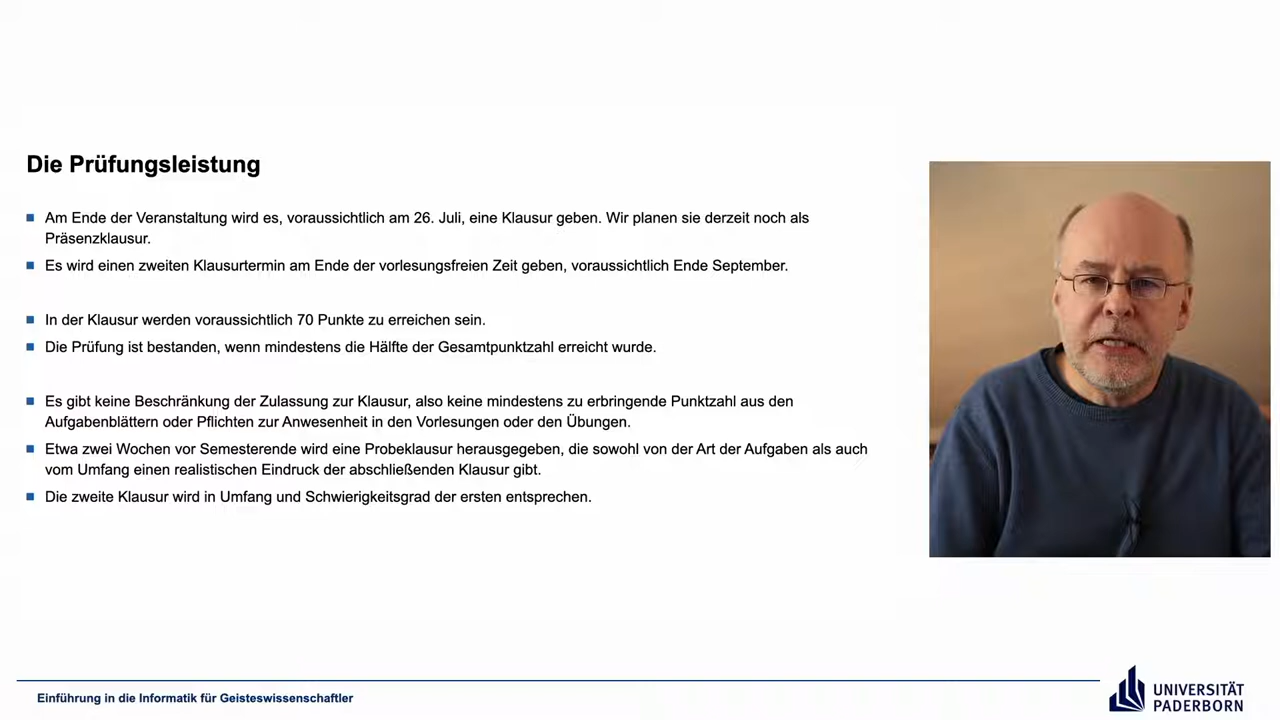 Die Prüfungsleistung
Am Ende der Veranstaltung wird es, voraussichtlich am 26. Juli, eine Klausur geben. Wir planen sie derzeit noch als
Präsenzklausur.
Es wird einen zweiten Klausurtermin am Ende der vorlesungsfreien Zeit geben, voraussichtlich Ende September.
In der Klausur werden voraussichtlich 70 Punkte zu erreichen sein.
Die Prüfung ist bestanden, wenn mindestens die Hälfte der Gesamtpunktzahl erreicht wurde.
Es gibt keine Beschränkung der Zulassung zur Klausur, also keine mindestens zu erbringende Punktzahl aus den
Aufgabenblättern oder Pflichten zur Anwesenheit in den Vorlesungen oder den Übungen.
Etwa zwei Wochen vor Semesterende wird eine Probeklausur herausgegeben, die sowohl von der Art der Aufgaben als auch
vom Umfang einen realistischen Eindruck der abschließenden Klausur gibt.
Die zweite Klausur wird in Umfang und Schwierigkeitsgrad der ersten entsprechen.
Einführung in die Informatik für Geisteswissenschaftler
UNIVERSITÄT
PADERBORN